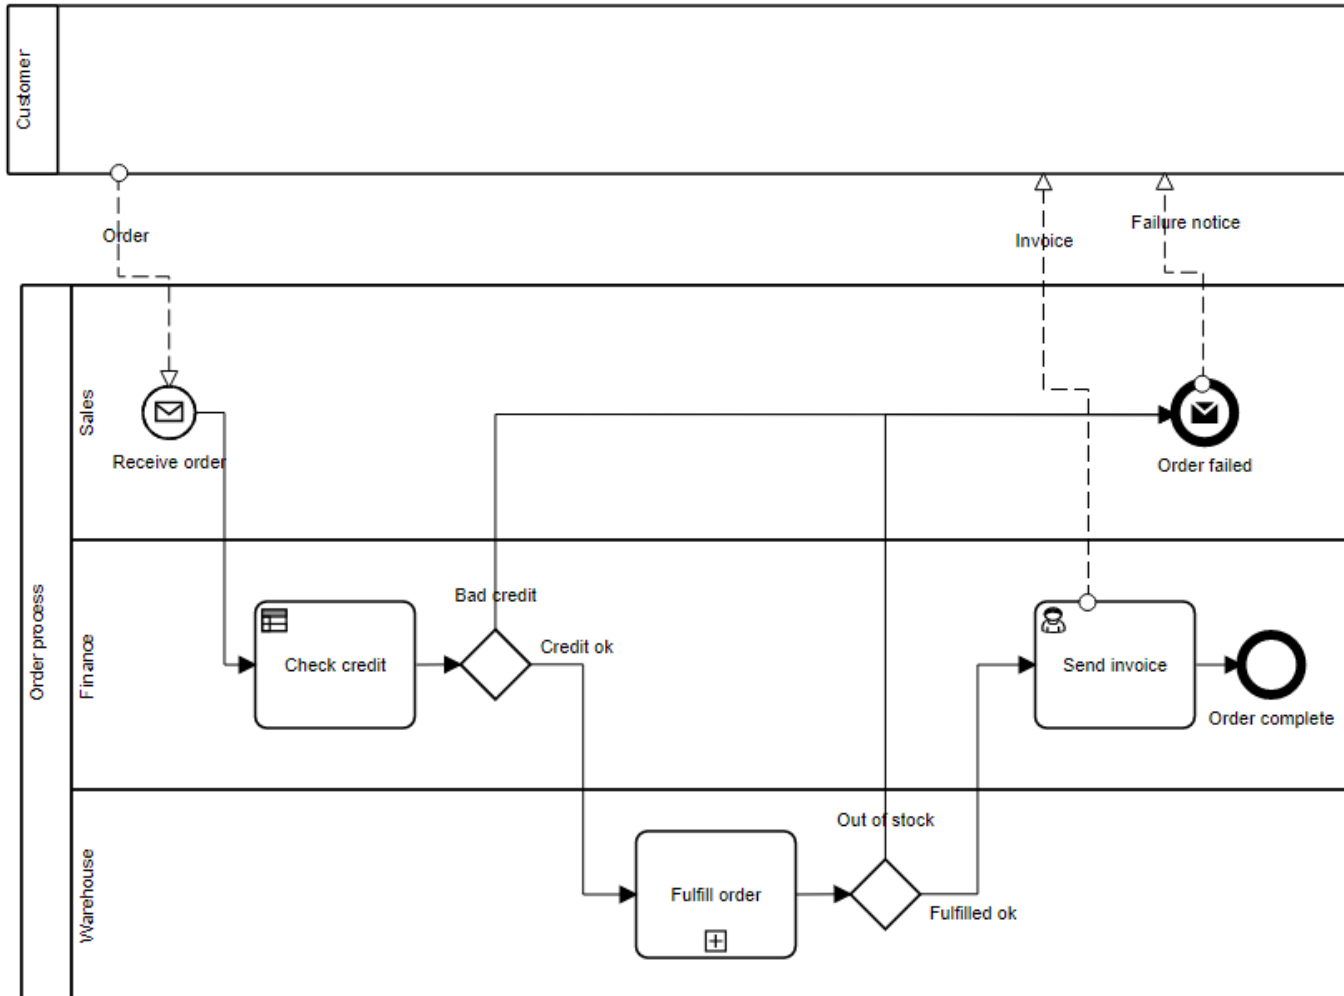 Customer
Order
Invoice
Failure notice
Order process
Sales
Receive order
Order failed
Finance
Check credit
Bad credit
Credit ok
Send invoice
Order complete
Warehouse
Fulfill order
Out of stock
Fulfilled ok